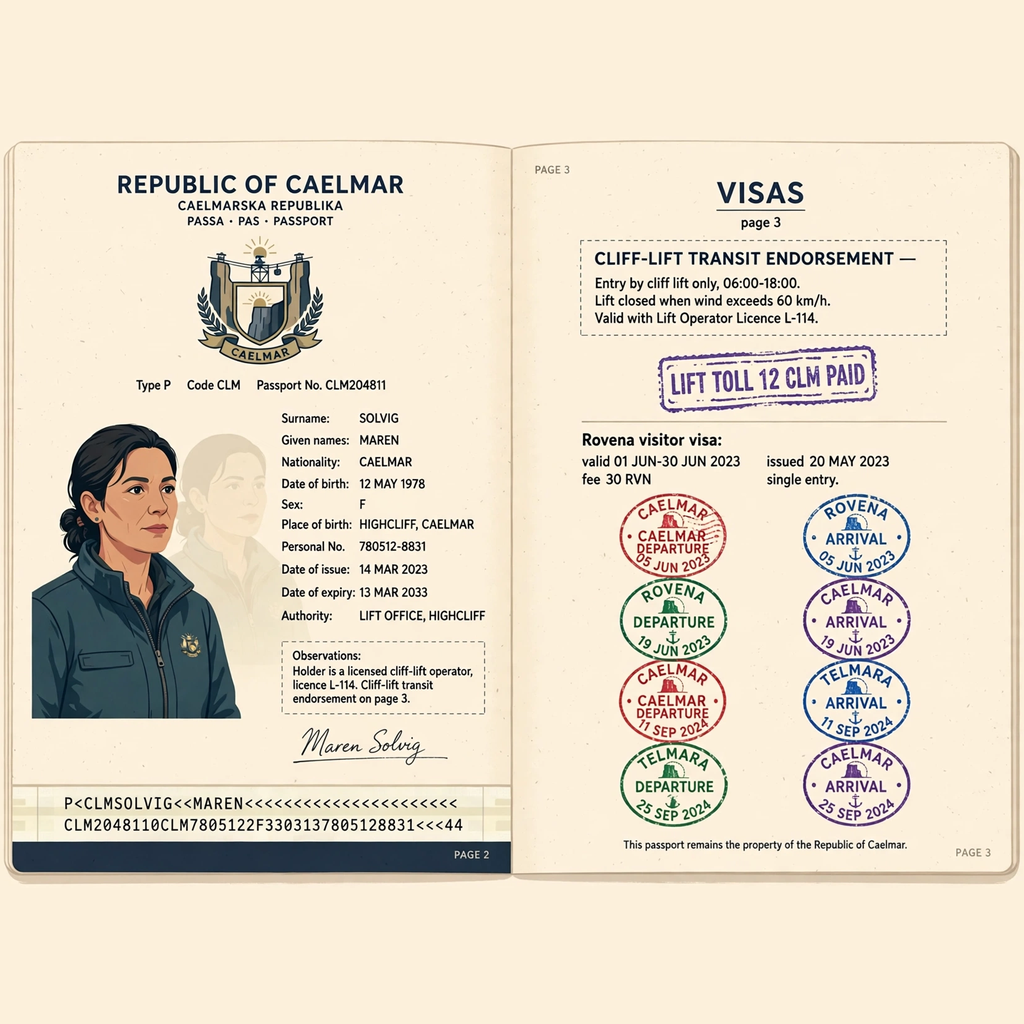 REPUBLIC OF CAELMAR
CAELMARSKA REPUBLIKA
PASSA · PAS · PASSPORT
CAELMAR
Type P Code CLM Passport No. CLM204811
Surname: SOLVIG
Given names: MAREN
Nationality: CAELMAR
Date of birth: 12 MAY 1978
Sex: F
Place of birth: HIGHCLIFF, CAELMAR
Personal No. 780512-8831
Date of issue: 14 MAR 2023
Date of expiry: 13 MAR 2033
Authority: LIFT OFFICE, HIGHCLIFF
Observations:
Holder is a licensed cliff-lift operator,
licence L-114. Cliff-lift transit
endorsement on page 3.
Maren Solvig
P<CLMSOLVIG<<MAREN<<<<<<<<<<<<<<<<<<<<<<
CLM2048110CLM7805122F3303137805128831<<<44
PAGE 2
PAGE 3
VISAS
page 3
CLIFF-LIFT TRANSIT ENDORSEMENT —
Entry by cliff lift only, 06:00-18:00.
Lift closed when wind exceeds 60 km/h.
Valid with Lift Operator Licence L-114.
LIFT TOLL 12 CLM PAID
Rovena visitor visa:
valid 01 JUN-30 JUN 2023 issued 20 MAY 2023
fee 30 RVN single entry.
CAELMAR
CAELMAR
DEPARTURE
05 JUN 2023
ROVENA
ARRIVAL
05 JUN 2023
ROVENA
DEPARTURE
19 JUN 2023
CAELMAR
ARRIVAL
19 JUN 2023
CAELMAR
CAELMAR
DEPARTURE
11 SEP 2024
TELMARA
ARRIVAL
11 SEP 2024
TELMARA
DEPARTURE
25 SEP 2024
CAELMAR
ARRIVAL
25 SEP 2024
This passport remains the property of the Republic of Caelmar.
PAGE 3